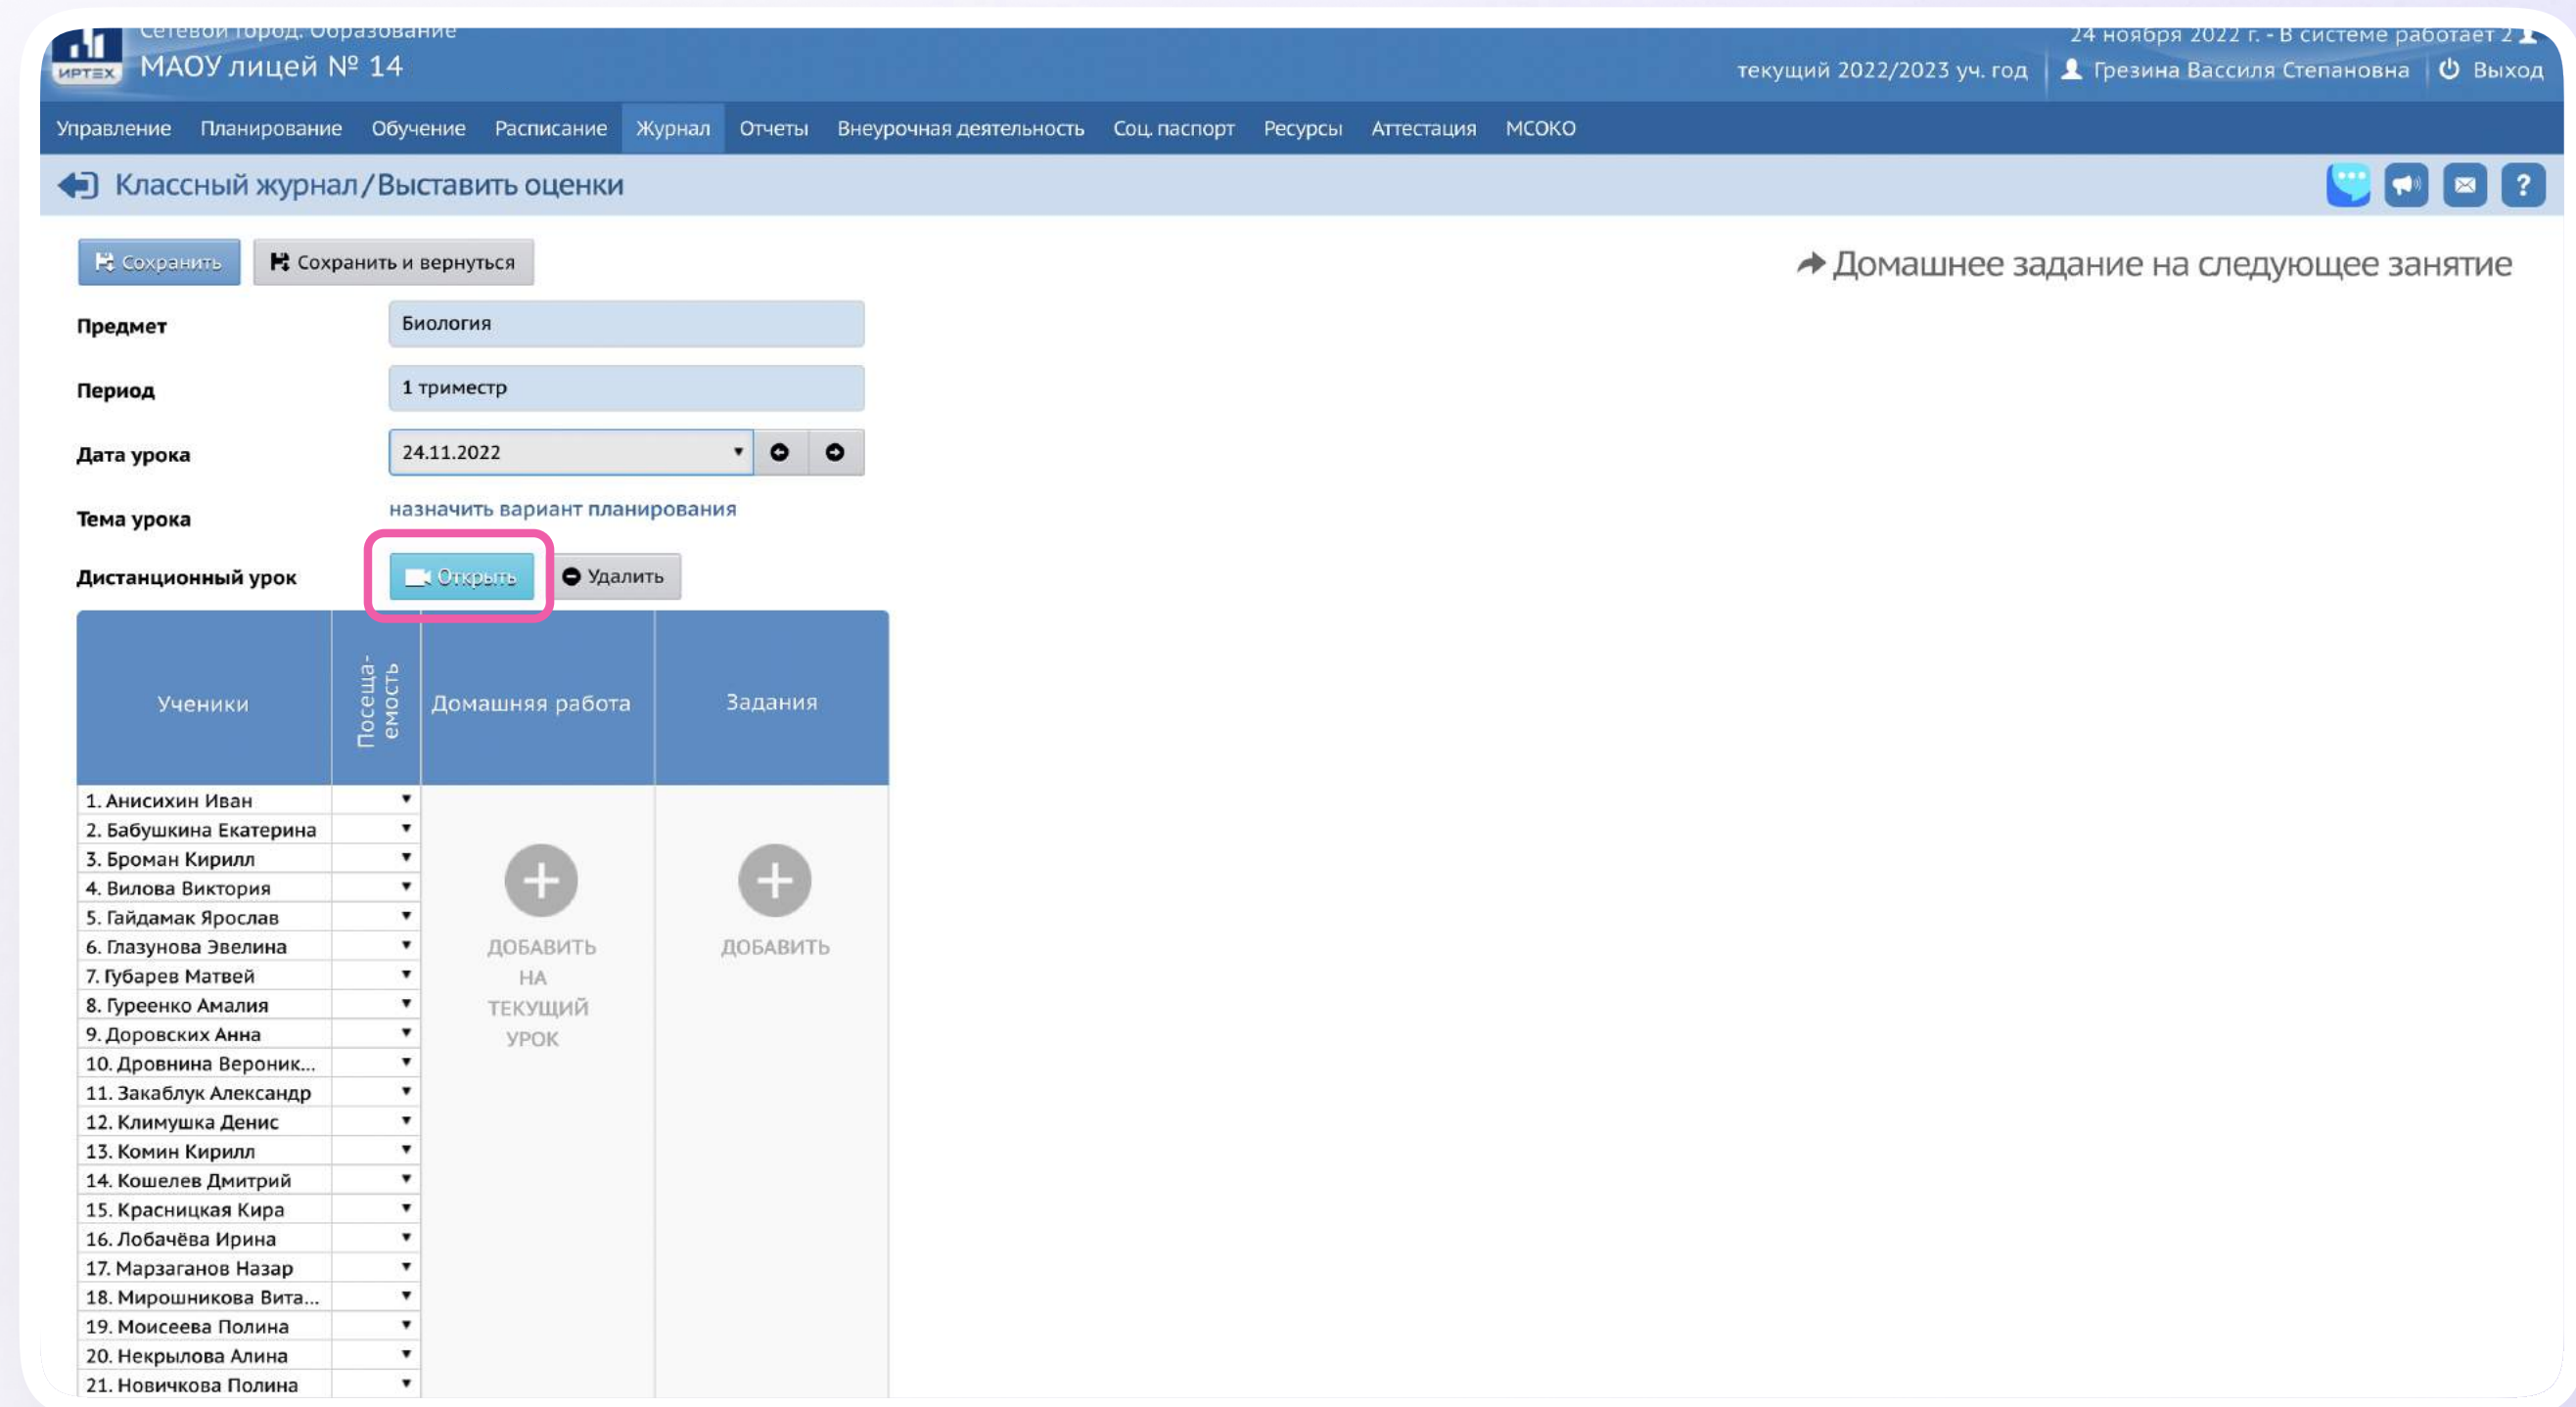 Сетевой город. Образование
24 ноября 2022 г. - В системе работает 2
ИРТЕХ
МАОУ лицей № 14
текущий 2022/2023 уч. год
Грезина Вассиля Степановна
Выход
Управление Планирование Обучение Расписание Журнал Отчеты Внеурочная деятельность Соц. паспорт Ресурсы Аттестация МСОКО
Классный журнал/Выставить оценки
?
Сохранить
Сохранить и вернуться
Домашнее задание на следующее занятие
Предмет
Биология
Период
1 триместр
Дата урока
24.11.2022
Тема урока
назначить вариант планирования
Дистанционный урок
Открыть
Удалить
Ученики
Посеща-
емость
Домашняя работа
Задания
1. Анисихин Иван
2. Бабушкина Екатерина
3. Броман Кирилл
4. Вилова Виктория
5. Гайдамак Ярослав
6. Глазунова Эвелина
7. Губарев Матвей
8. Гуреенко Амалия
9. Доровских Анна
10. Дровнина Вероник...
11. Закаблук Александр
12. Климушка Денис
13. Комин Кирилл
14. Кошелев Дмитрий
15. Красницкая Кира
16. Лобачёва Ирина
17. Марзаганов Назар
18. Мирошникова Вита...
19. Моисеева Полина
20. Некрылова Алина
21. Новичкова Полина
ДОБАВИТЬ
НА
ТЕКУЩИЙ
УРОК
ДОБАВИТЬ